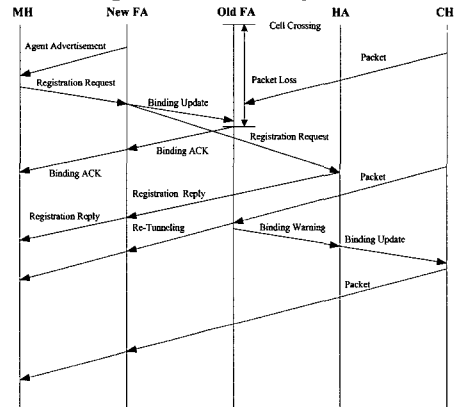 MH New FA Old FA HA CH
Cell Crossing
Agent Advertisement
Packet
Registration Request
Packet Loss
Binding Update
Registration Request
Binding ACK
Binding ACK
Packet
Registration Reply
Registration Reply
Re-Tunneling
Binding Warning
Binding Update
Packet